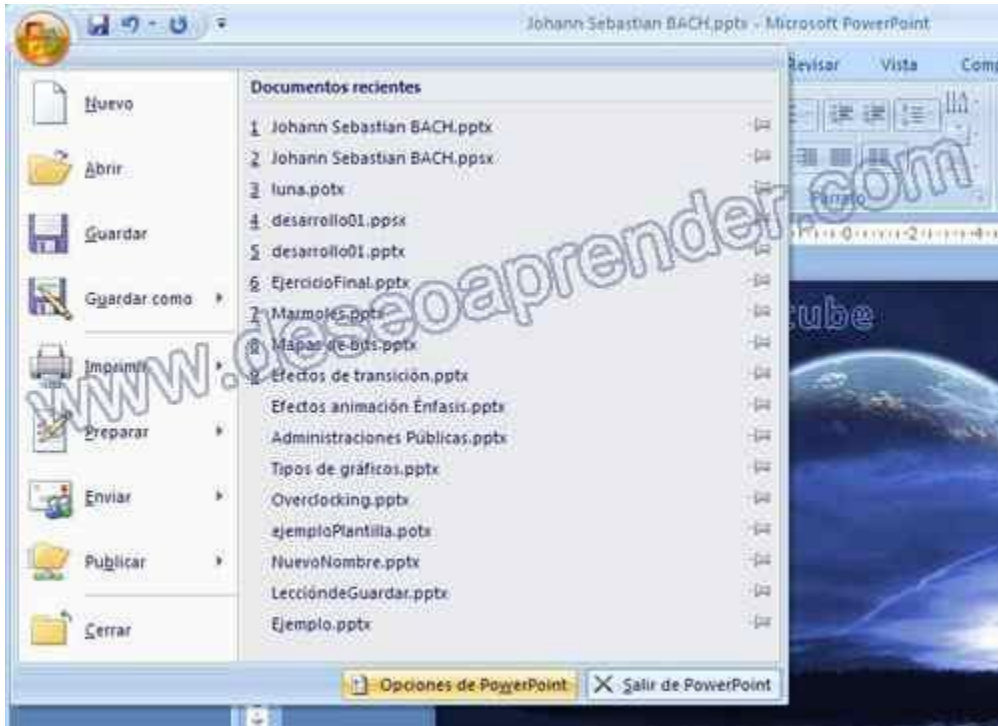 Johann Sebastian BACH.pptx - Microsoft PowerPoint
Revisar Vista
Nuevo
Abrir
Guardar
Guardar como
Imprimir
Preparar
Enviar
Publicar
Cerrar
Documentos recientes
1 Johann Sebastian BACH.pptx
2 Johann Sebastian BACH.ppsx
3 luna.potx
4 desarrollo01.ppsx
5 desarrollo01.pptx
6 EjercicioFinal.pptx
7 Marmoles.pptx
8 Mapas de bits.pptx
9 Efectos de transición.pptx
Efectos animación Énfasis.pptx
Administraciones Públicas.pptx
Tipos de gráficos.pptx
Overclocking.pptx
ejemploPlantilla.potx
NuevoNombre.pptx
LeccióndeGuardar.pptx
Ejemplo.pptx
Opciones de PowerPoint
Salir de PowerPoint
Párrafo
cube
www.deseoaprender.com